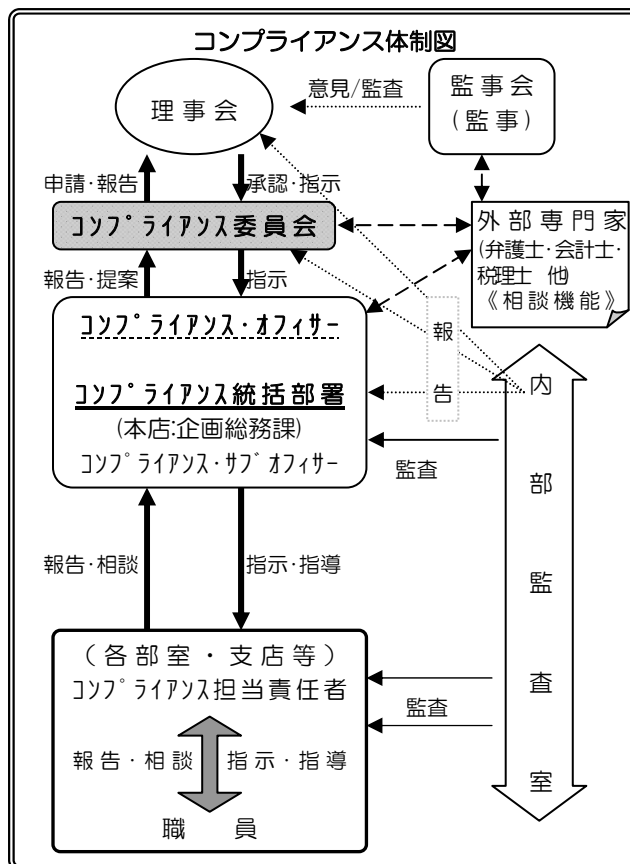 コンプライアンス体制図
理事会
意見/監査
監事会
(監事)
申請･報告
承認･指示
ｺﾝﾌﾟﾗｲｱﾝｽ委員会
外部専門家
(弁護士･会計士･
税理士 他)
《相談機能》
報告･提案
指示
ｺﾝﾌﾟﾗｲｱﾝｽ･ｵﾌｨｻｰ
報
告
ｺﾝﾌﾟﾗｲｱﾝｽ統括部署
(本店:企画総務課)
ｺﾝﾌﾟﾗｲｱﾝｽ･ｻﾌﾞｵﾌｨｻｰ
監査
内
部
監
査
室
報告･相談
指示･指導
(各部室・支店等)
ｺﾝﾌﾟﾗｲｱﾝｽ担当責任者
監査
報告・相談
指示・指導
職 員